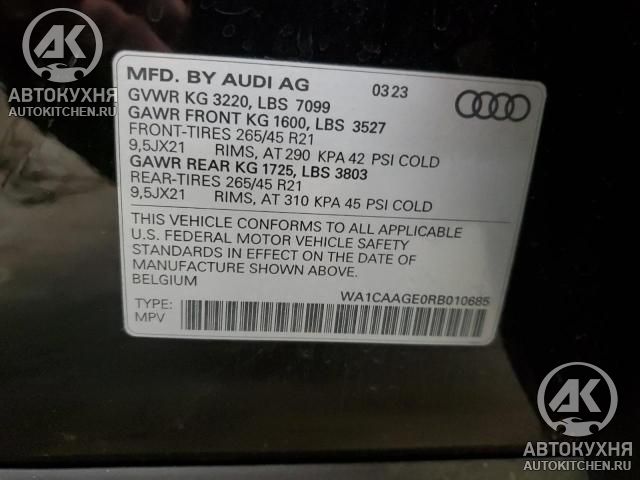 АК
АВТОКУХНЯ
AUTOKITCHEN.RU
MFD. BY AUDI AG 03 23
GVWR KG 3220, LBS 7099
GAWR FRONT KG 1600, LBS 3527
FRONT-TIRES 265/45 R21
9,5JX21 RIMS, AT 290 KPA 42 PSI COLD
GAWR REAR KG 1725, LBS 3803
REAR-TIRES 265/45 R21
9,5JX21 RIMS, AT 310 KPA 45 PSI COLD
THIS VEHICLE CONFORMS TO ALL APPLICABLE
U.S. FEDERAL MOTOR VEHICLE SAFETY
STANDARDS IN EFFECT ON THE DATE OF
MANUFACTURE SHOWN ABOVE.
BELGIUM
WA1CAAGE0RB010685
TYPE:
MPV
АК
АВТОКУХНЯ
AUTOKITCHEN.RU